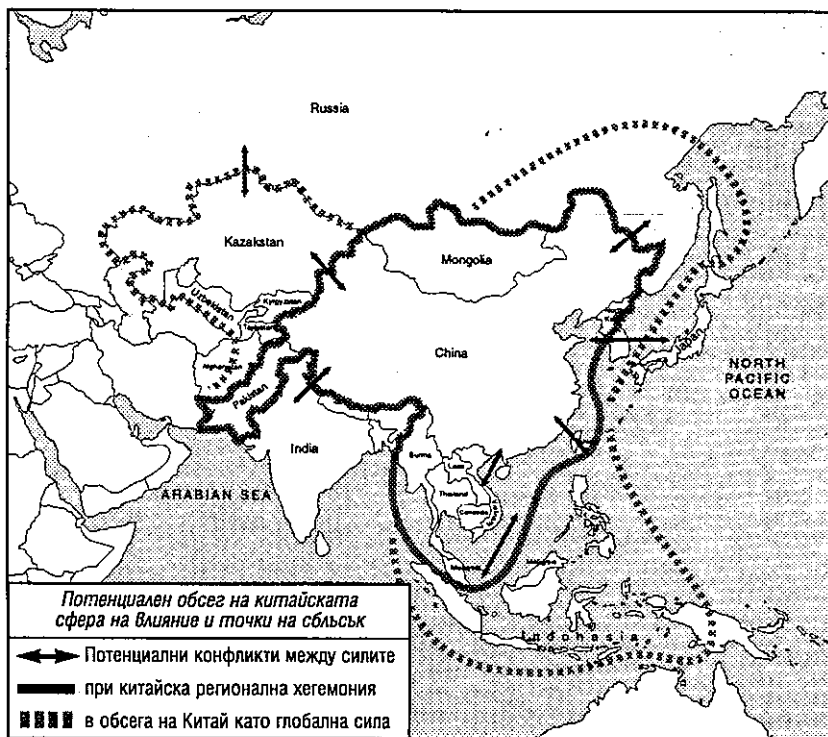 Russia
Kazakstan
Mongolia
Uzbekistan
Kyrgyzstan
China
Japan
NORTH
PACIFIC
OCEAN
Afghanistan
Pakistan
India
Burma
Laos
Thailand
Cambodia
ARABIAN SEA
Malaysia
Indonesia
Потенциален обсег на китайската
сфера на влияние и точки на сблъсък
Потенциални конфликти между силите
при китайска регионална хегемония
в обсега на Китай като глобална сила